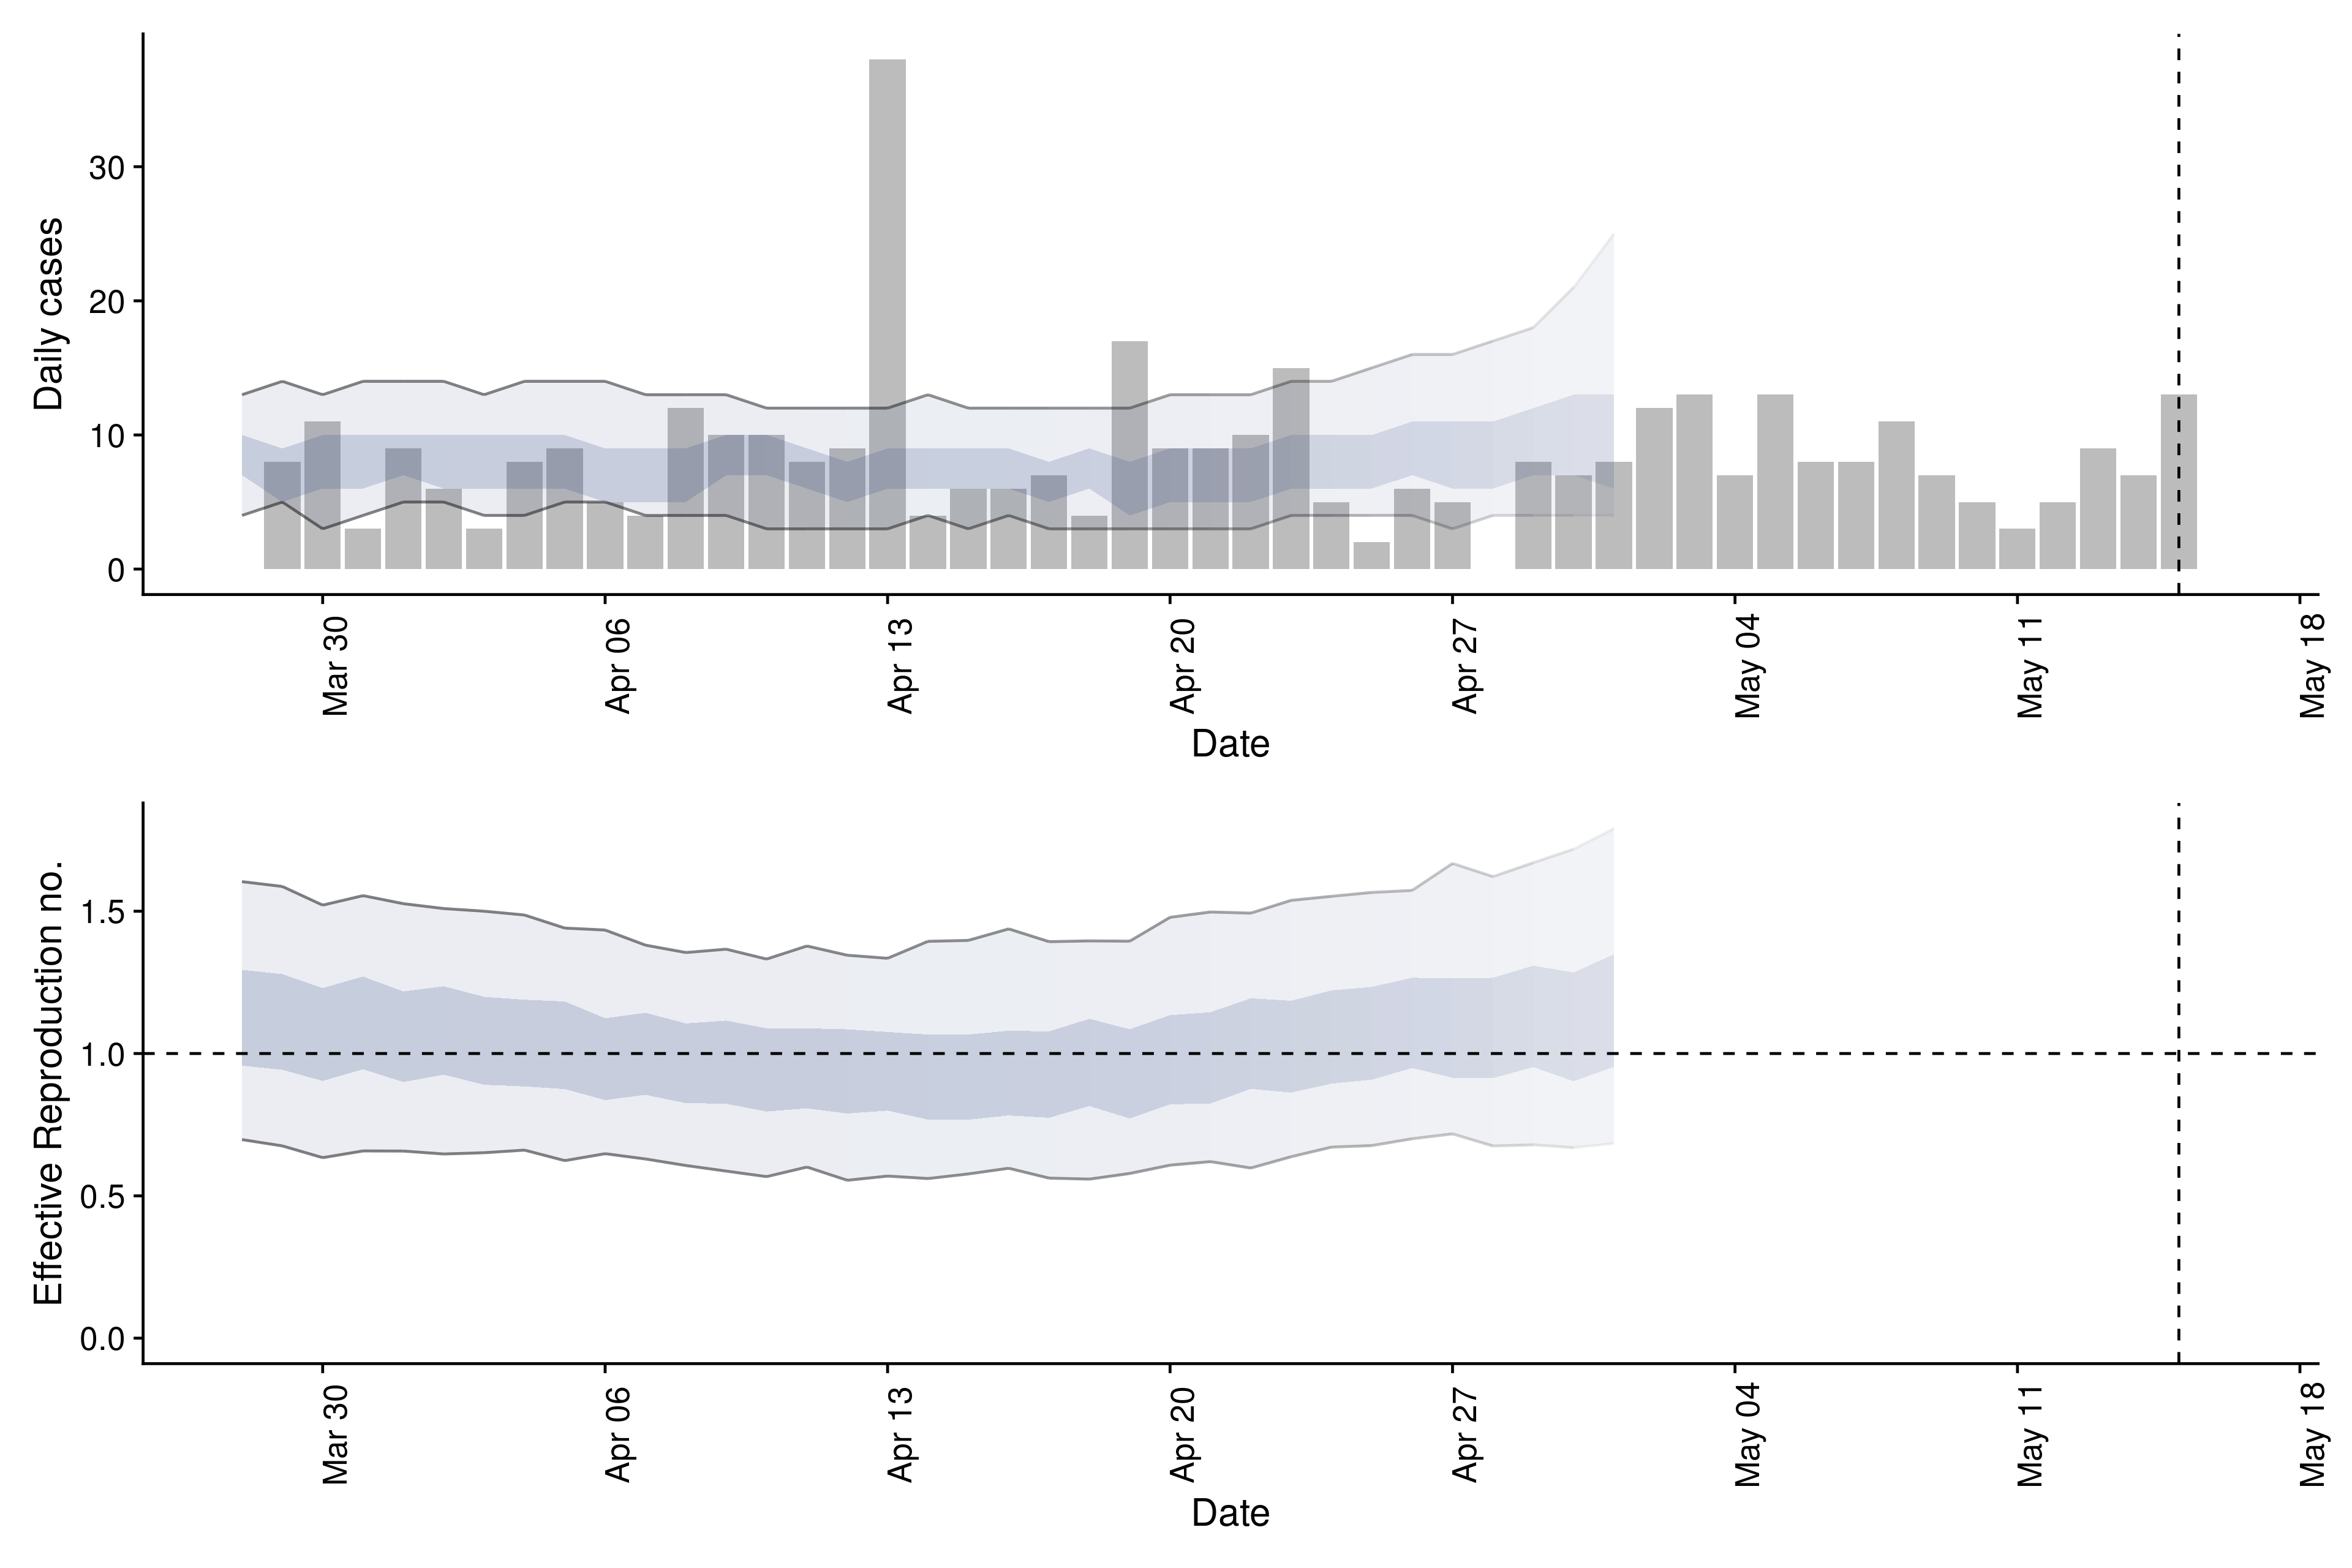 Daily cases
30
20
10
0
Mar 30
Apr 06
Apr 13
Apr 20
Apr 27
May 04
May 11
May 18
Date
Effective Reproduction no.
1.5
1.0
0.5
0.0
Mar 30
Apr 06
Apr 13
Apr 20
Apr 27
May 04
May 11
May 18
Date